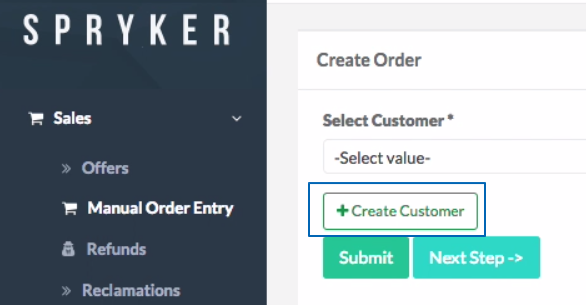 SPRYKER
Create Order
Sales
Select Customer *
Offers
-Select value-
Manual Order Entry
+ Create Customer
Refunds
Submit
Next Step ->
Reclamations